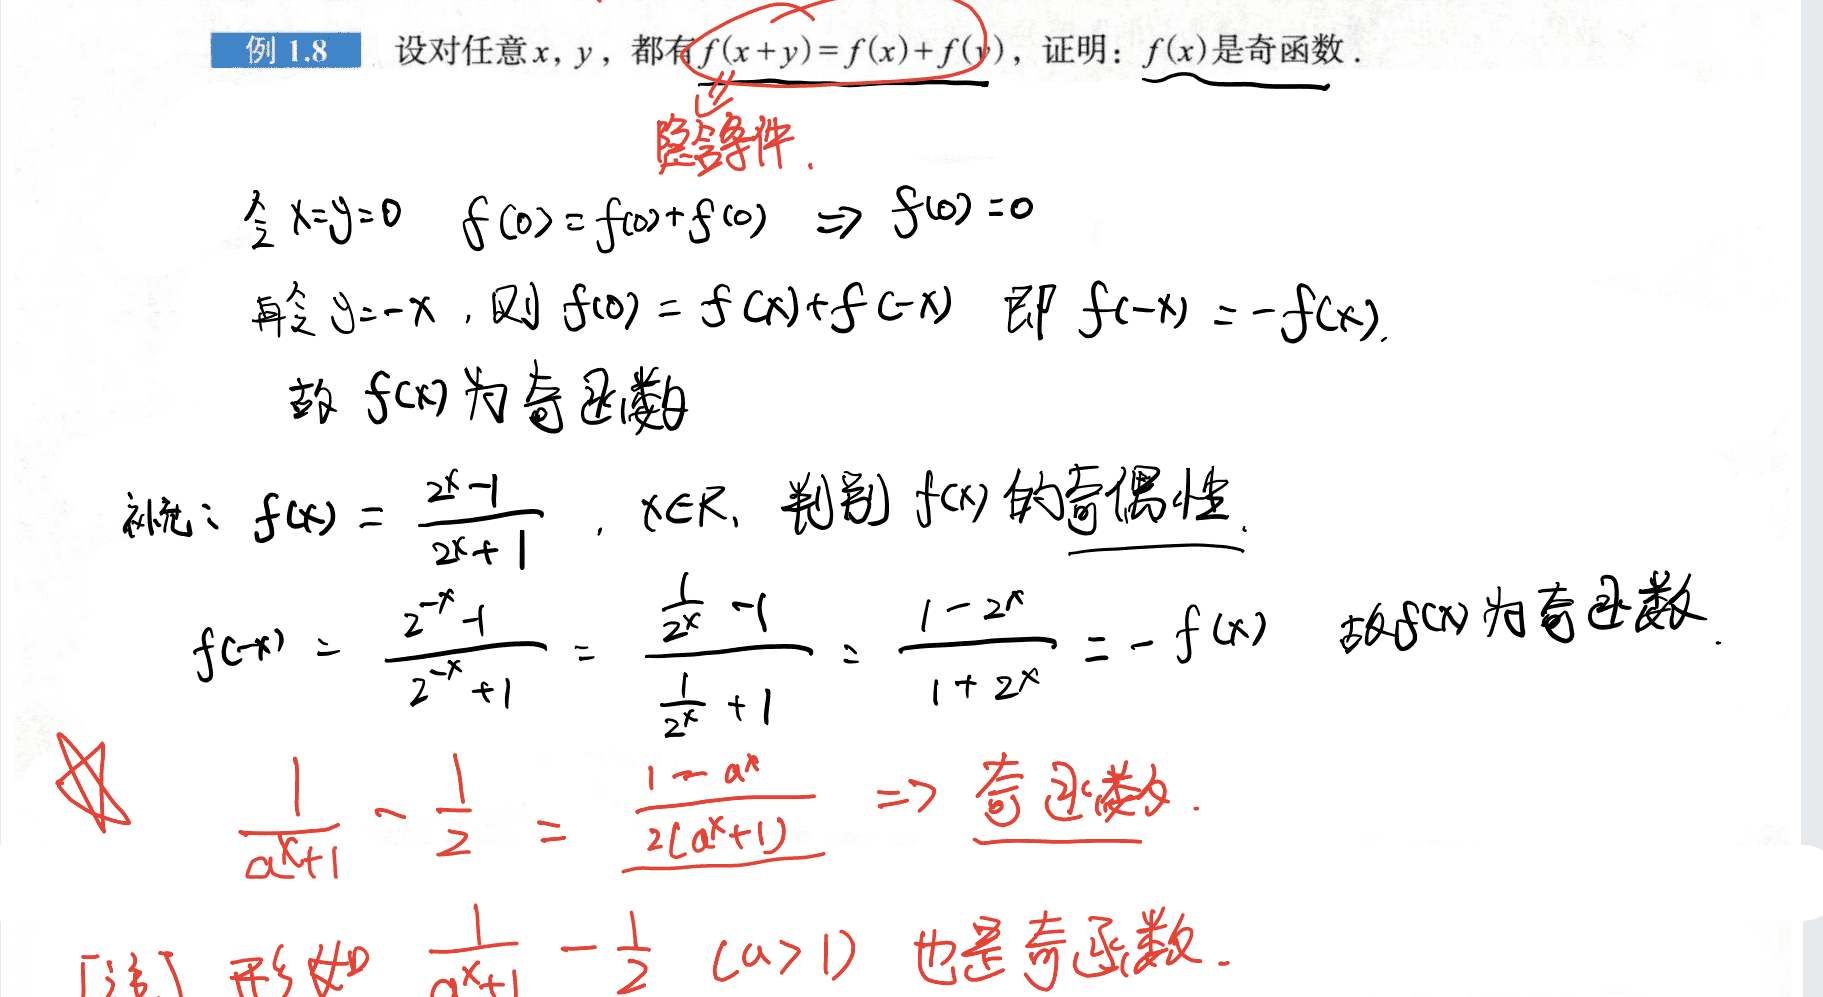 例 1.8 设对任意x, y, 都有f(x+y)=f(x)+f(y), 证明: f(x)是奇函数.
隐含条件.
令 x=y=0 f(0)=f(0)+f(0) ⇒ f(0)=0
再令 y=-x, 则 f(0)=f(x)+f(-x) 即 f(-x)=-f(x).
故 f(x) 为奇函数
补充: f(x)=\frac{2^x-1}{2^x+1}, x∈R, 判别 f(x) 的奇偶性.
f(-x)=\frac{2^{-x}-1}{2^{-x}+1}=\frac{\frac{1}{2^x}-1}{\frac{1}{2^x}+1}=\frac{1-2^x}{1+2^x}=-f(x) 故f(x)为奇函数.
\frac{1}{a^x+1}-\frac{1}{2}=\frac{1-a^x}{2(a^x+1)} ⇒ 奇函数.
[注] 形如 \frac{1}{a^x+1}-\frac{1}{2} (a>1) 也是奇函数.